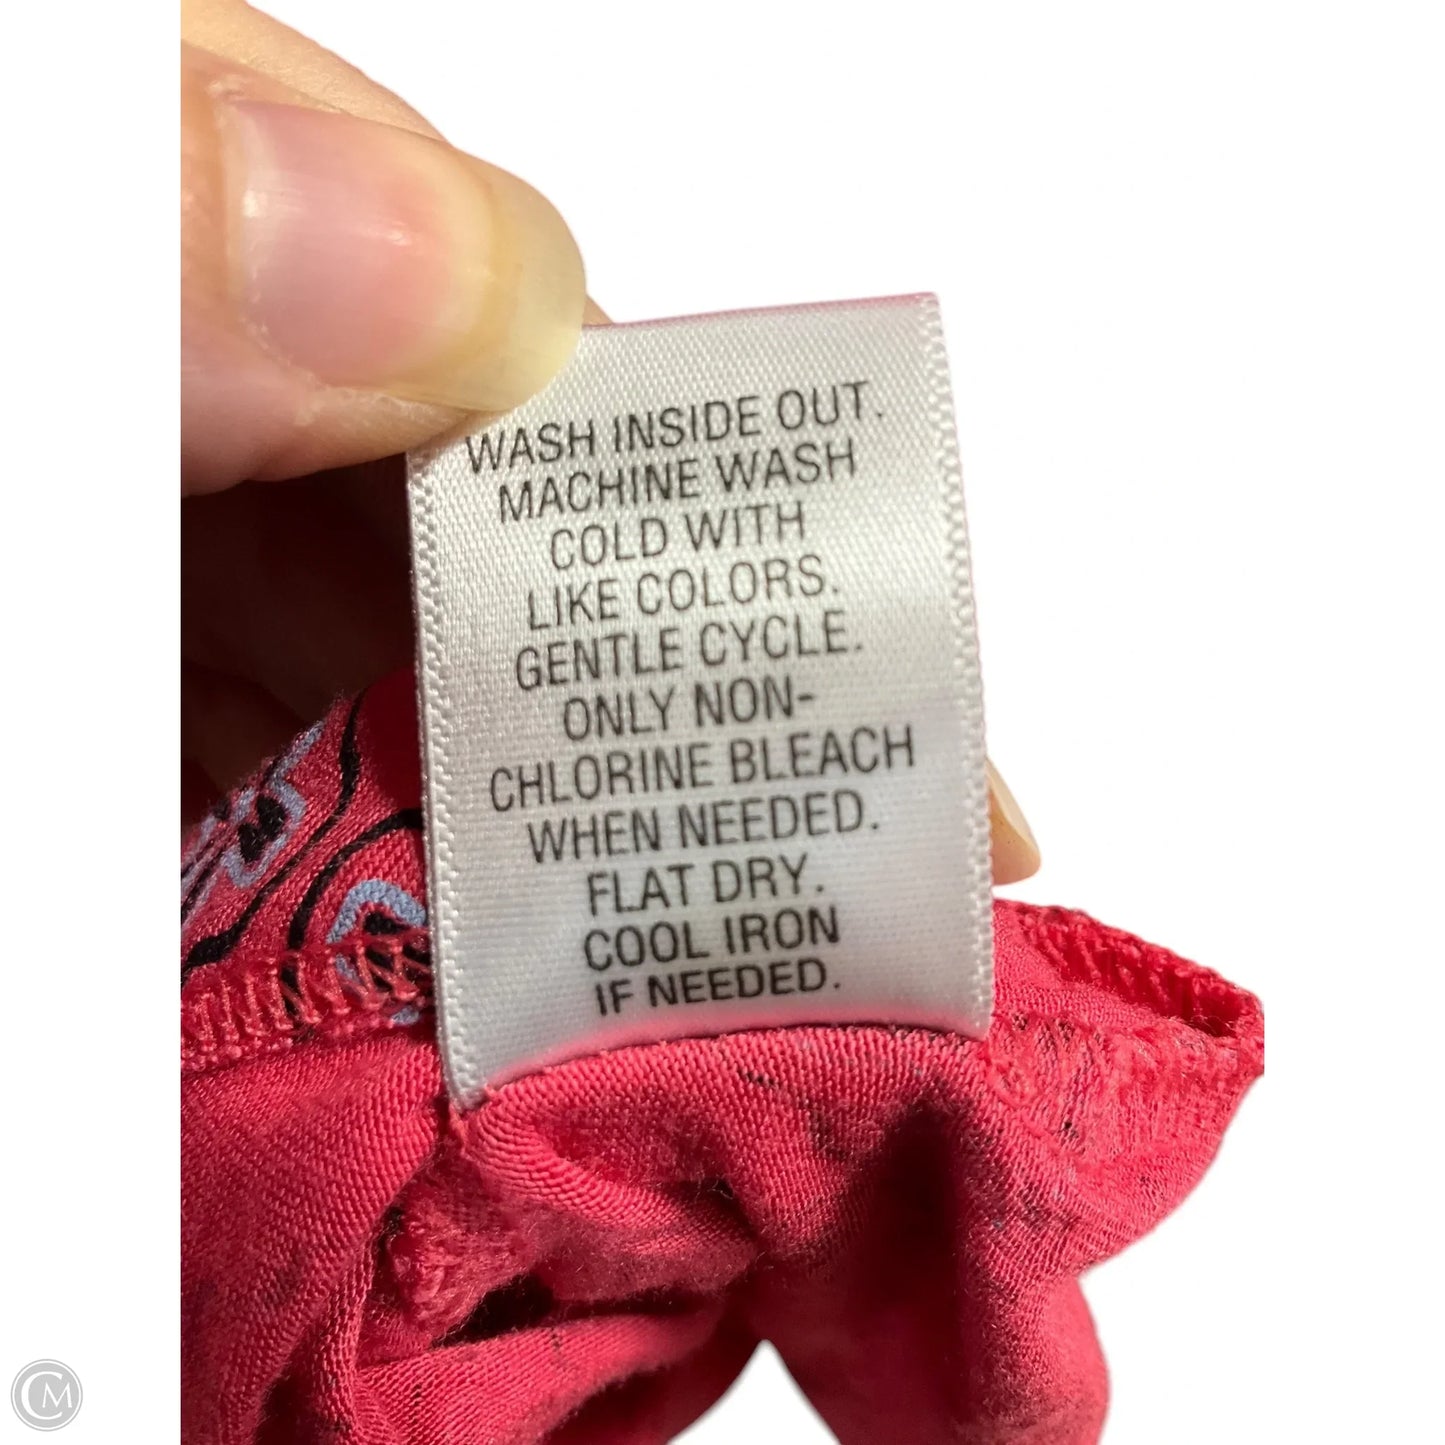 WASH INSIDE OUT.
MACHINE WASH
COLD WITH
LIKE COLORS.
GENTLE CYCLE.
ONLY NON-
CHLORINE BLEACH
WHEN NEEDED.
FLAT DRY.
COOL IRON
IF NEEDED.
CM